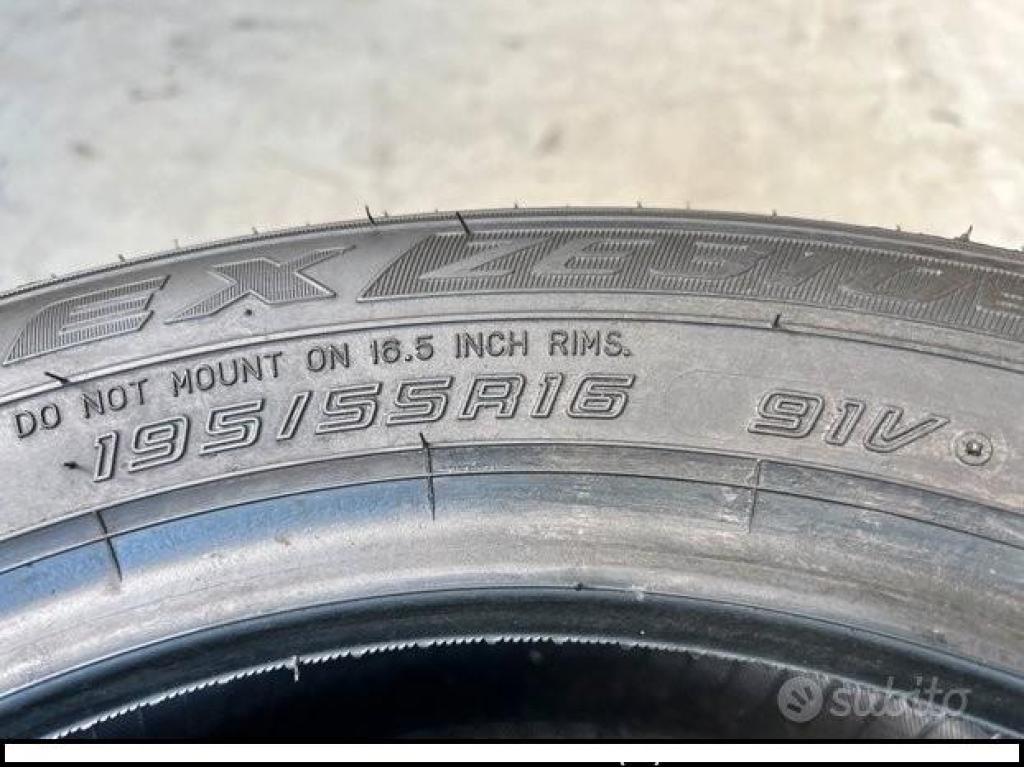 EX
DO NOT MOUNT ON 16.5 INCH RIMS.
195/55R16 91V
subito